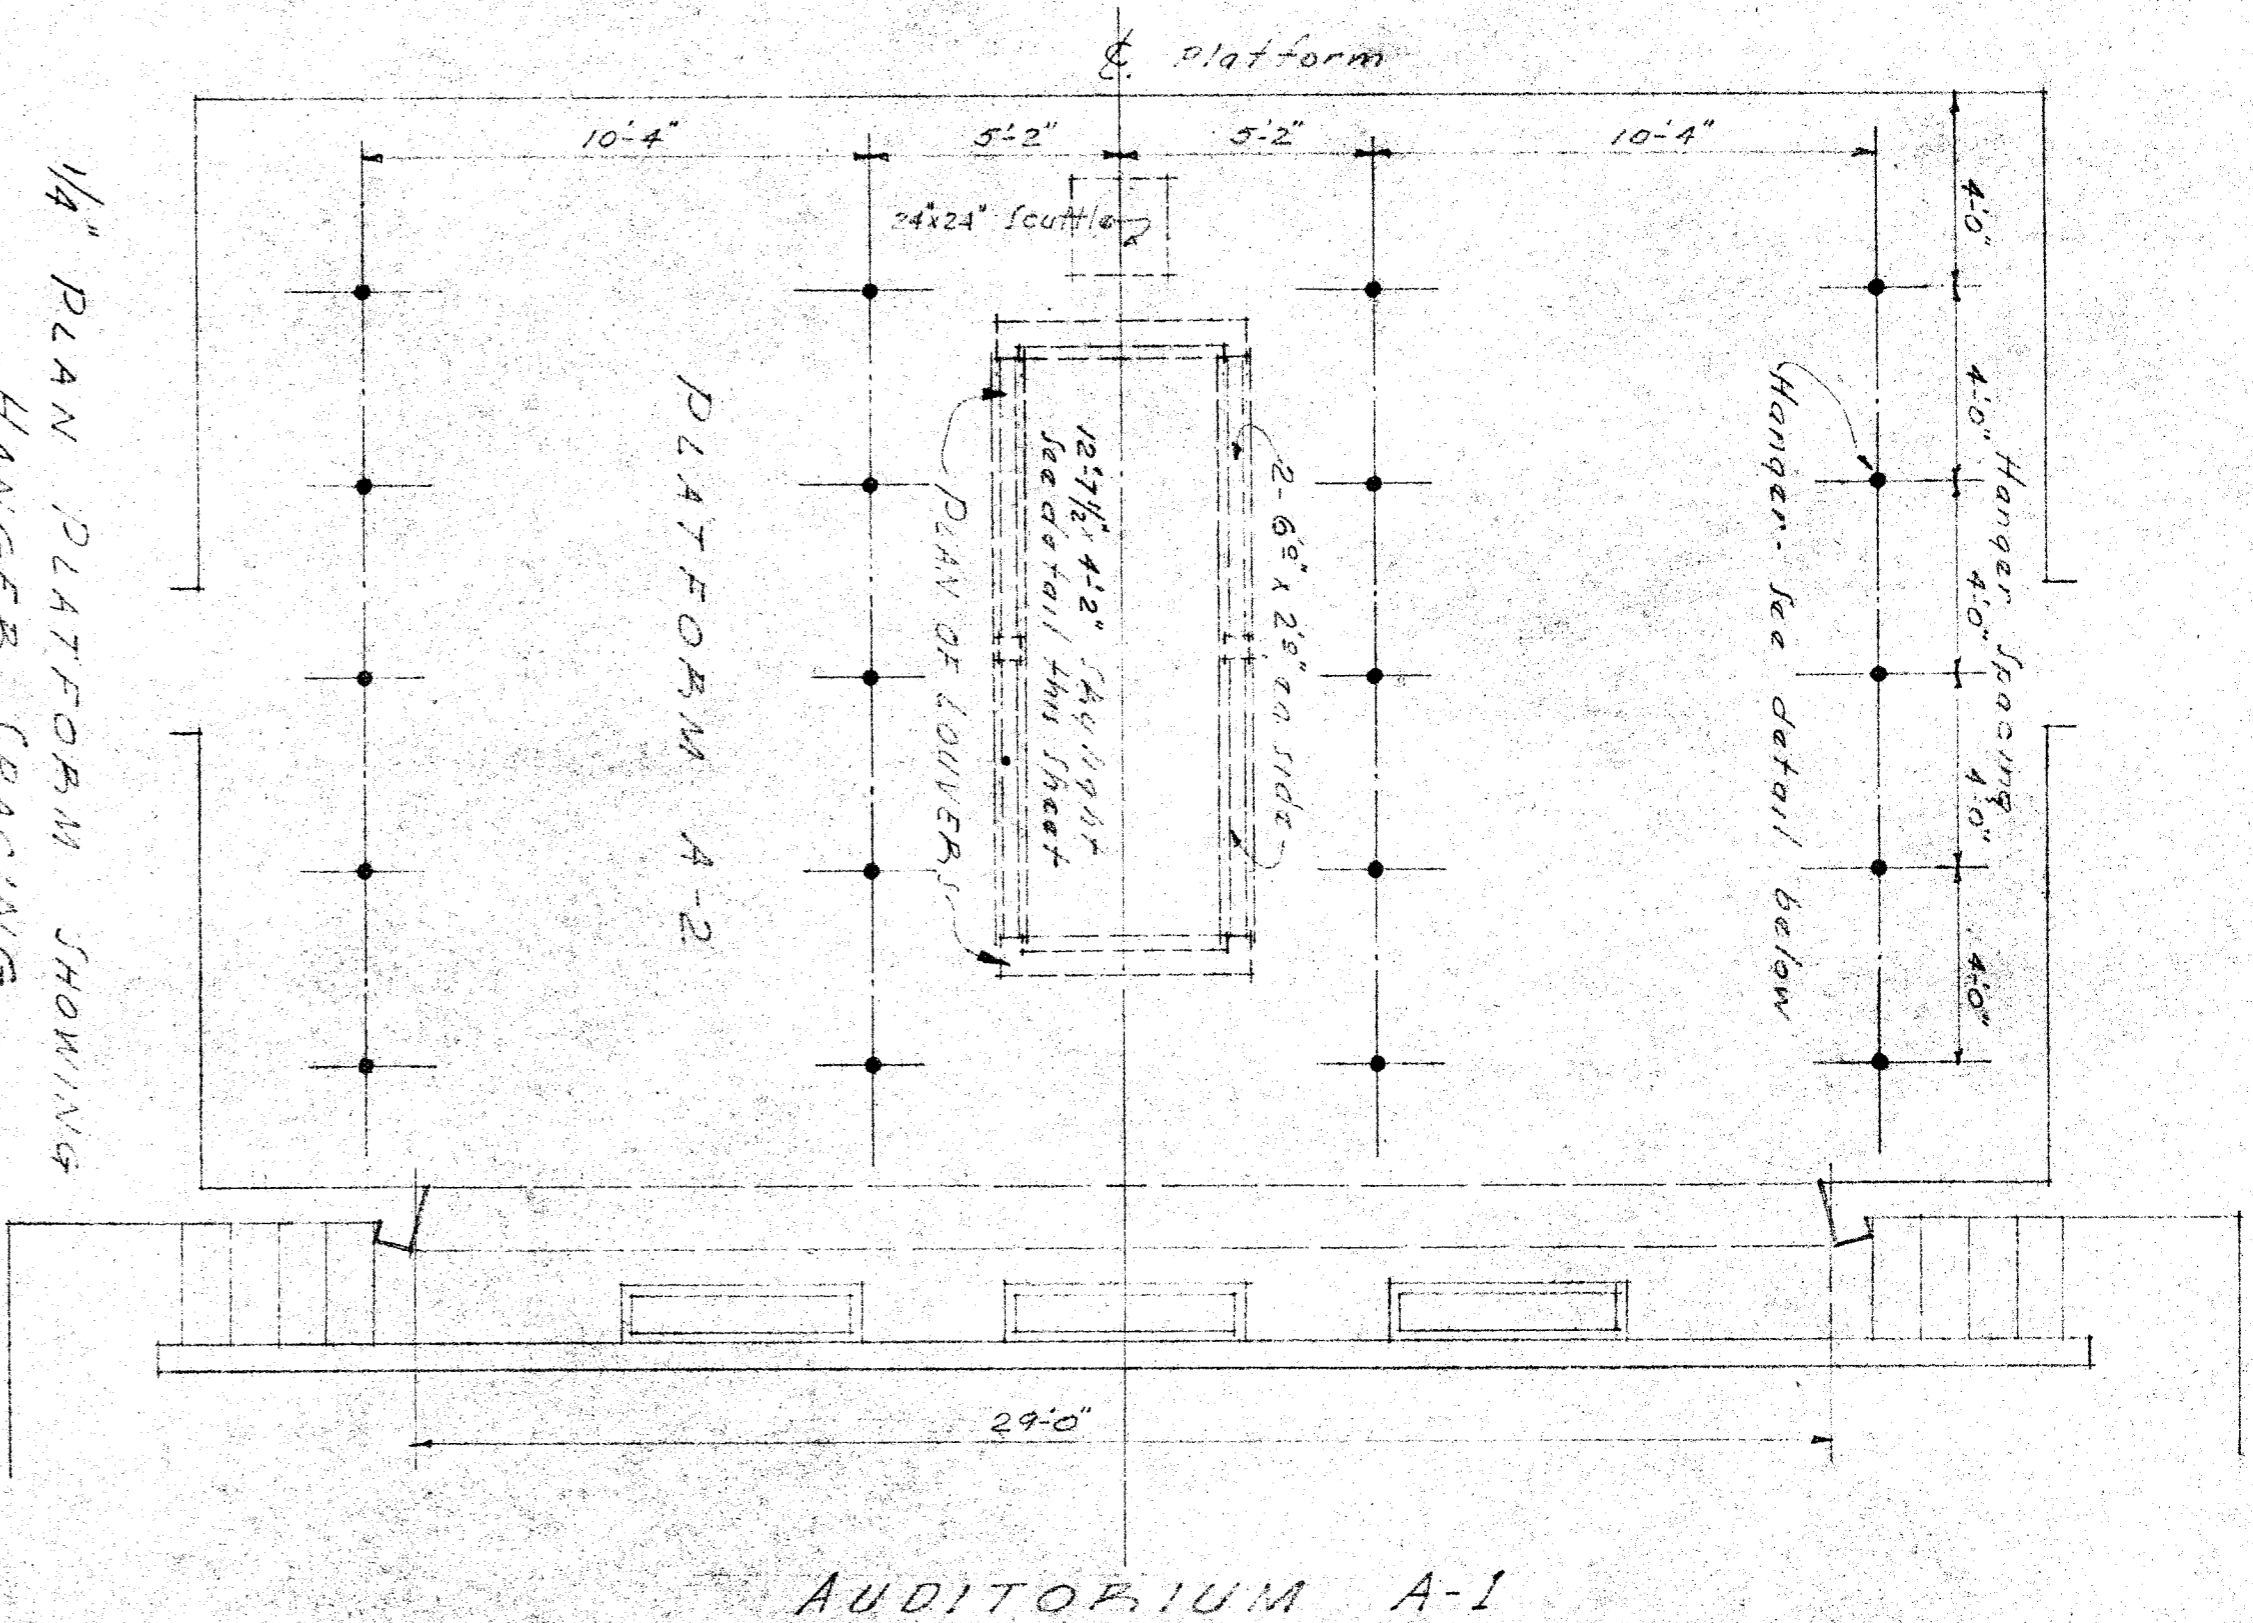 ℄ Platform
10'-4"
5'-2"
5'-2"
10'-4"
24"x24" Scuttle
4'-0"
4'-0"
4'-0"
4'-0"
4'-0"
Hanger Spacing
Hanger - See detail below
2 - 6'8" x 2'8" on side
12'-7½" x 4'-2" Skylight
See detail this sheet
PLAN OF LOUVERS
PLATFORM A-2
1/4" PLAN PLATFORM SHOWING
HANGER SPACING
29'-0"
AUDITORIUM A-1